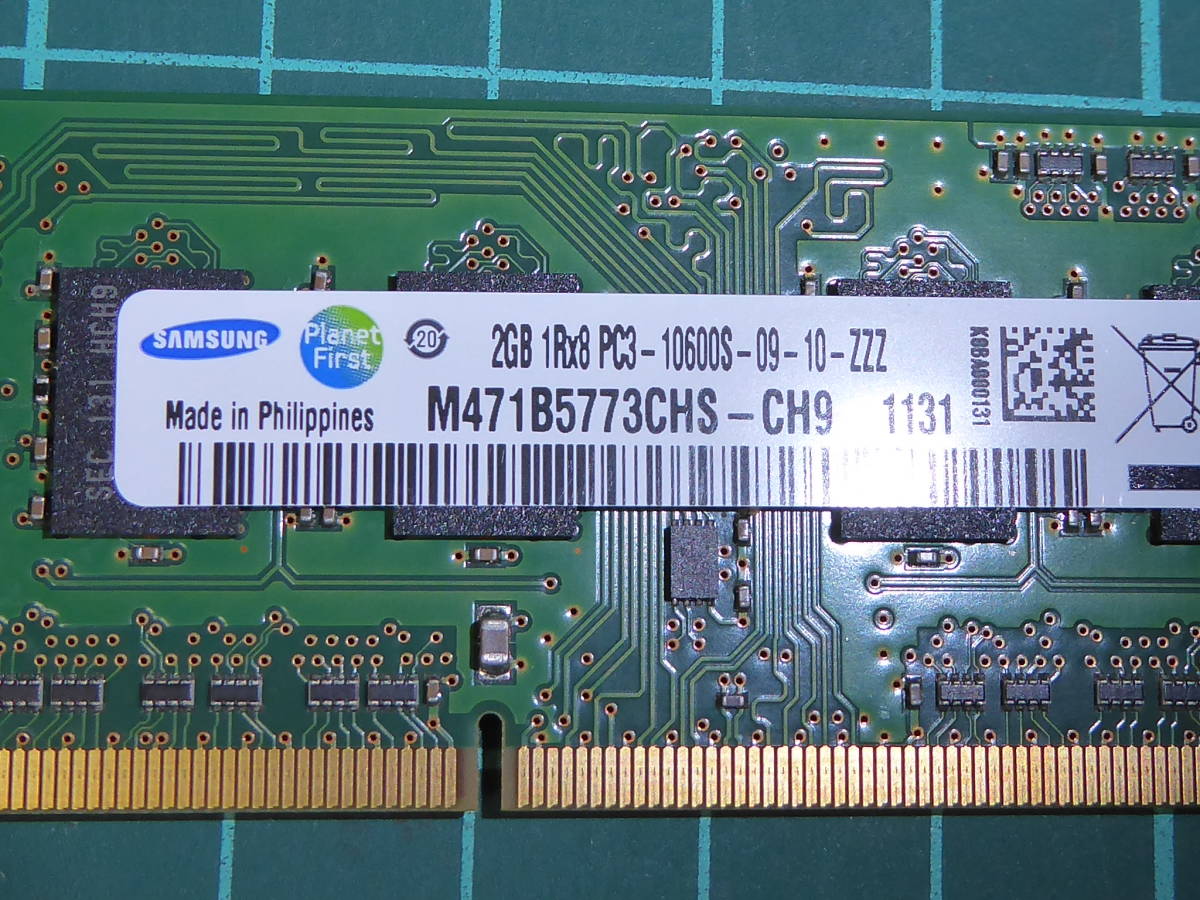 SAMSUNG
Planet
First
20
2GB 1Rx8 PC3-10600S-09-10-ZZZ
Made in Philippines
M471B5773CHS-CH9 1131
K0BA000131
SEC 131 HCH9